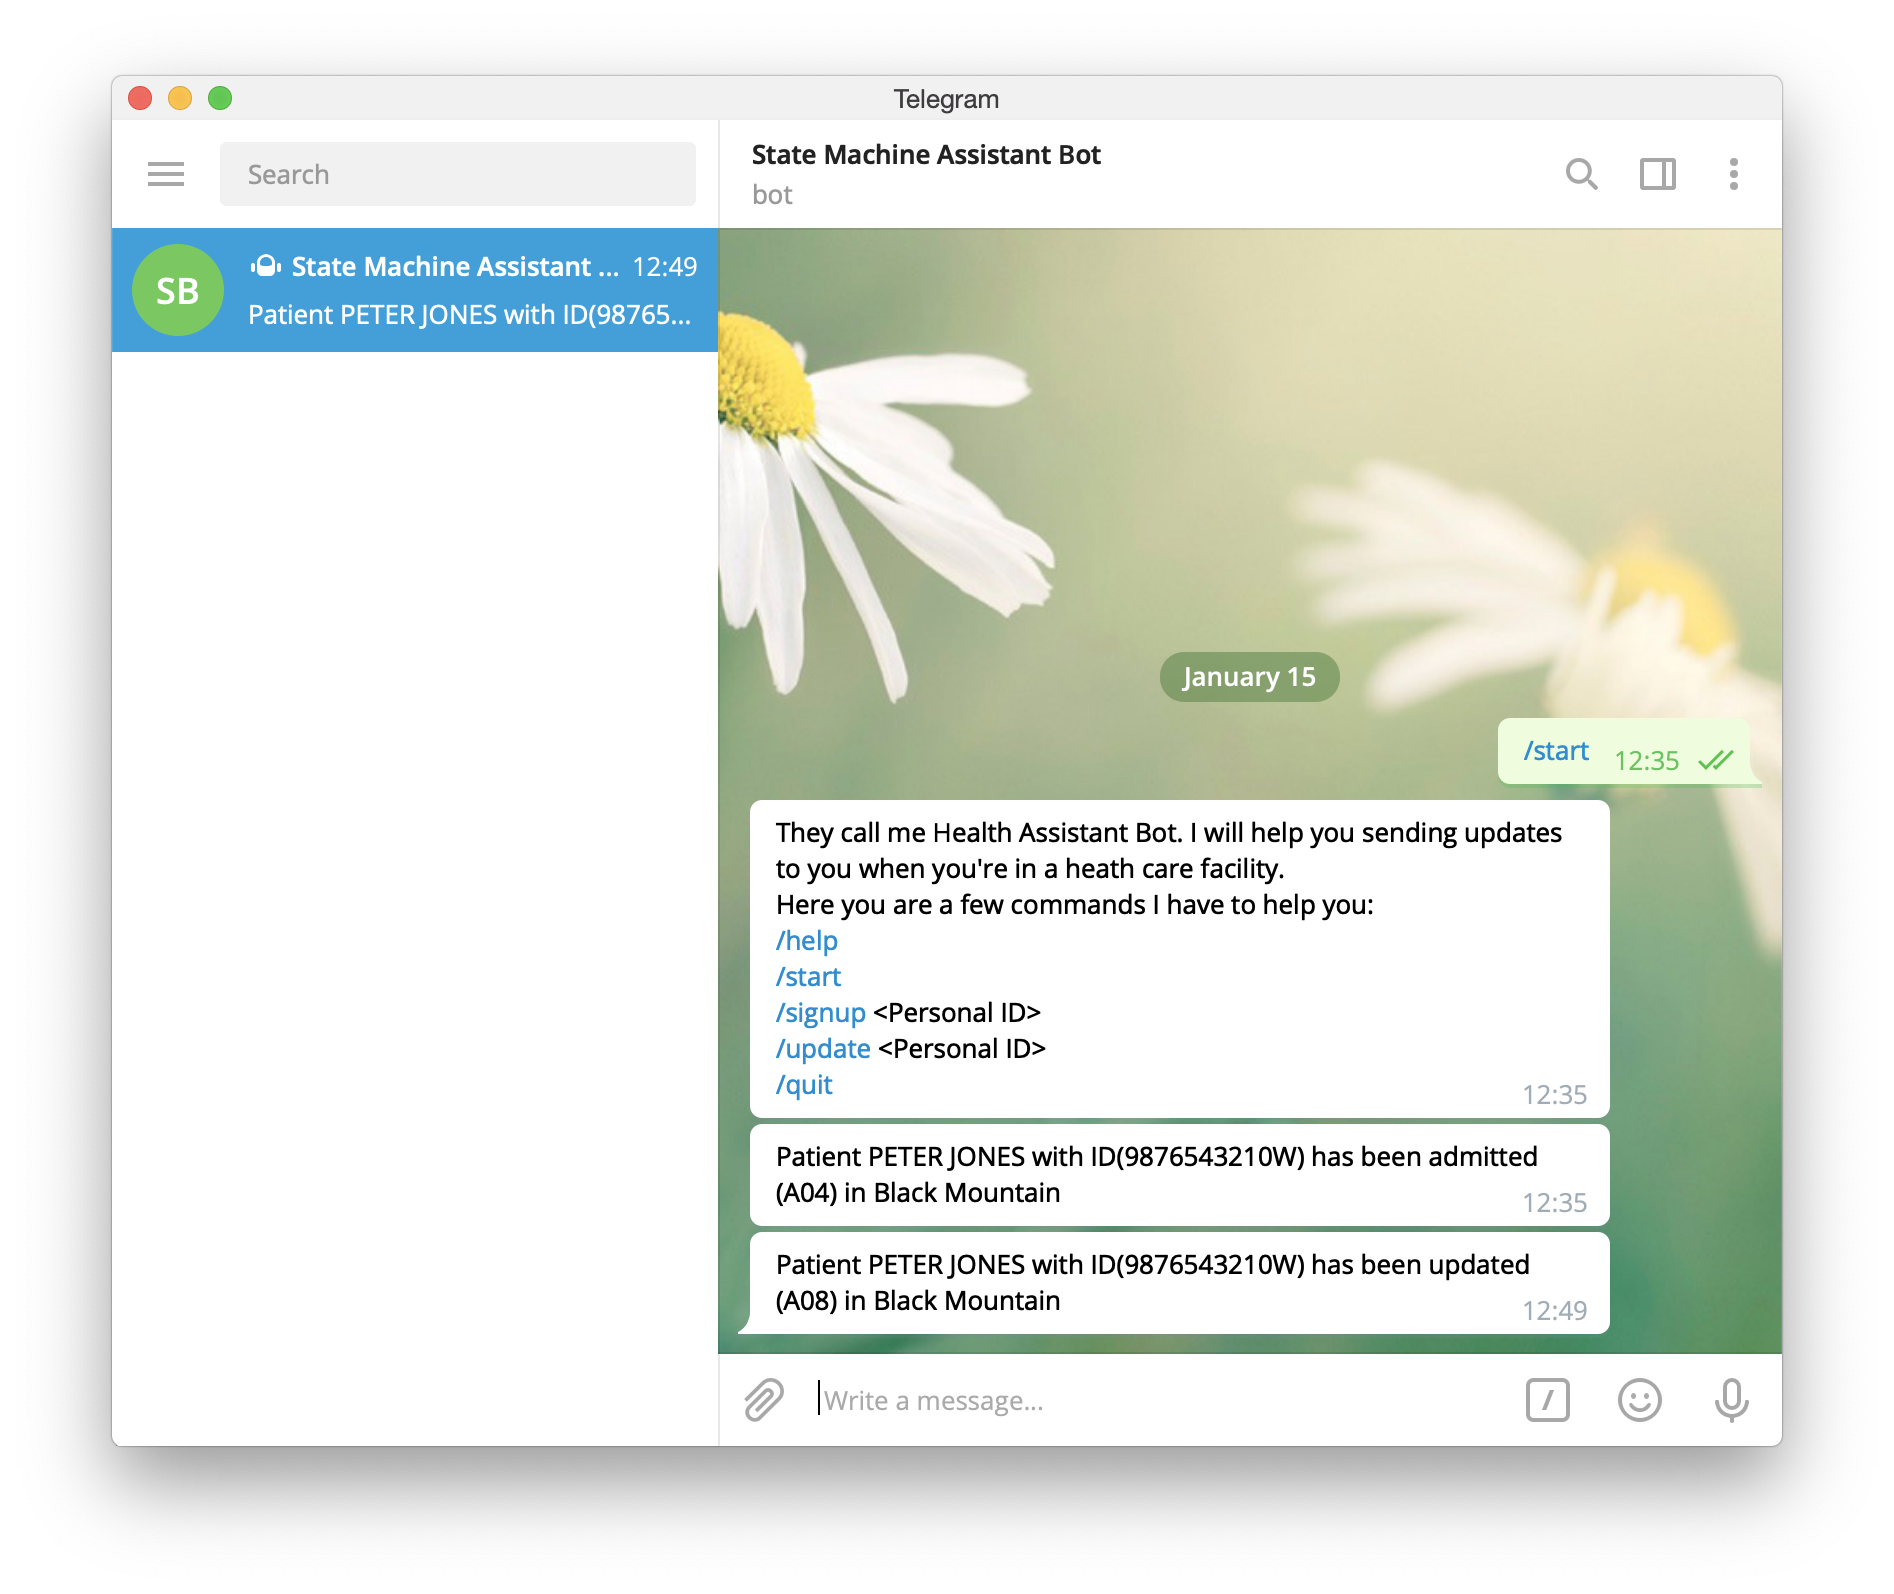 Telegram
Search
SB
State Machine Assistant ...
12:49
Patient PETER JONES with ID(98765...
State Machine Assistant Bot
bot
January 15
/start
12:35
They call me Health Assistant Bot. I will help you sending updates
to you when you're in a heath care facility.
Here you are a few commands I have to help you:
/help
/start
/signup <Personal ID>
/update <Personal ID>
/quit
12:35
Patient PETER JONES with ID(9876543210W) has been admitted
(A04) in Black Mountain
12:35
Patient PETER JONES with ID(9876543210W) has been updated
(A08) in Black Mountain
12:49
Write a message...
/